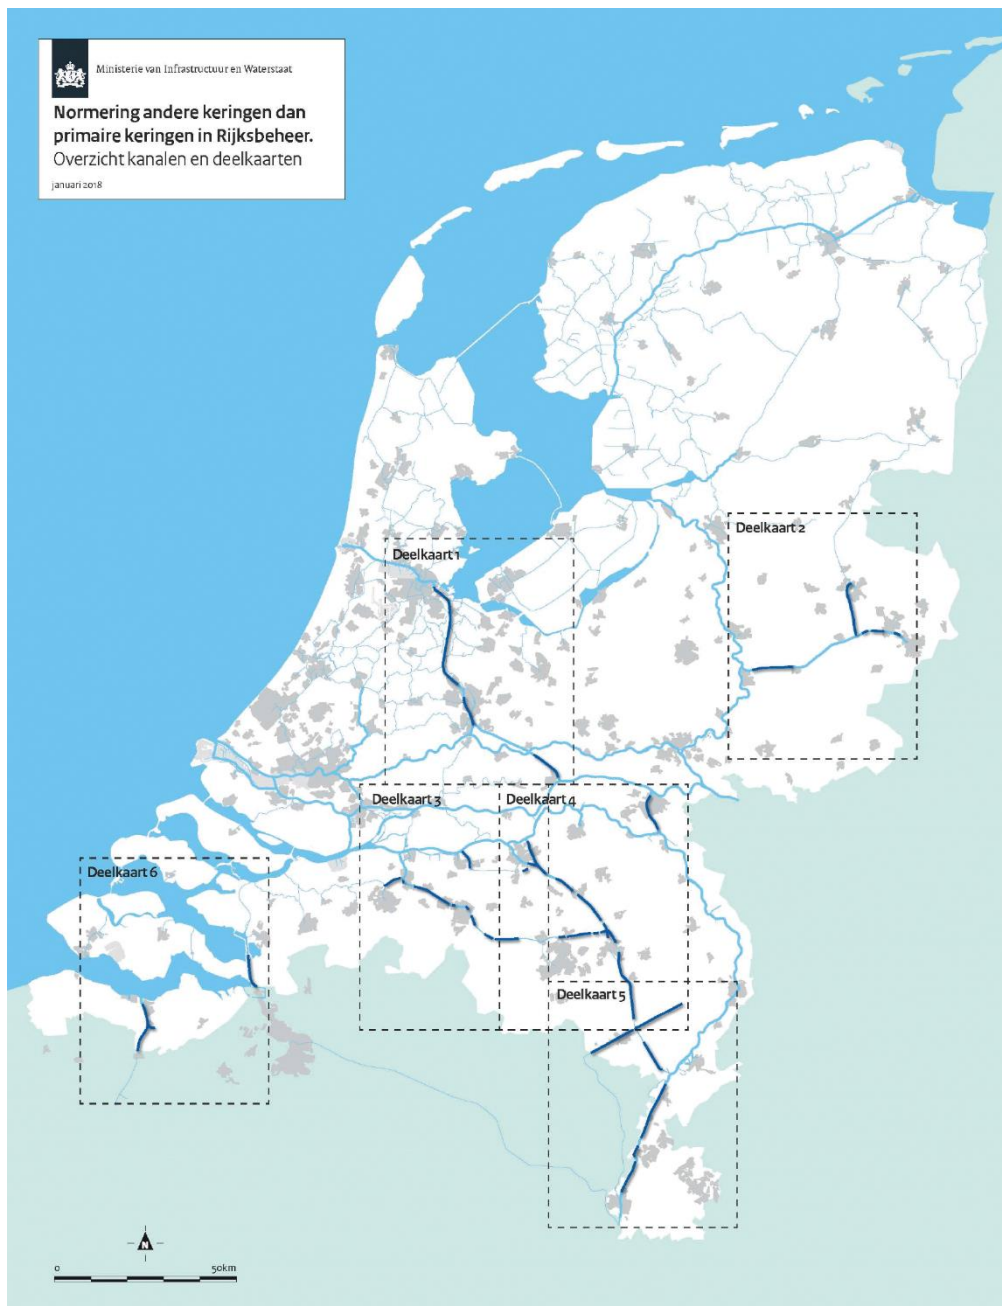 Ministerie van Infrastructuur en Waterstaat
Normering andere keringen dan
primaire keringen in Rijksbeheer.
Overzicht kanalen en deelkaarten
januari 2018
Deelkaart 2
Deelkaart 1
Deelkaart 3
Deelkaart 4
Deelkaart 6
Deelkaart 5
N
0
50km